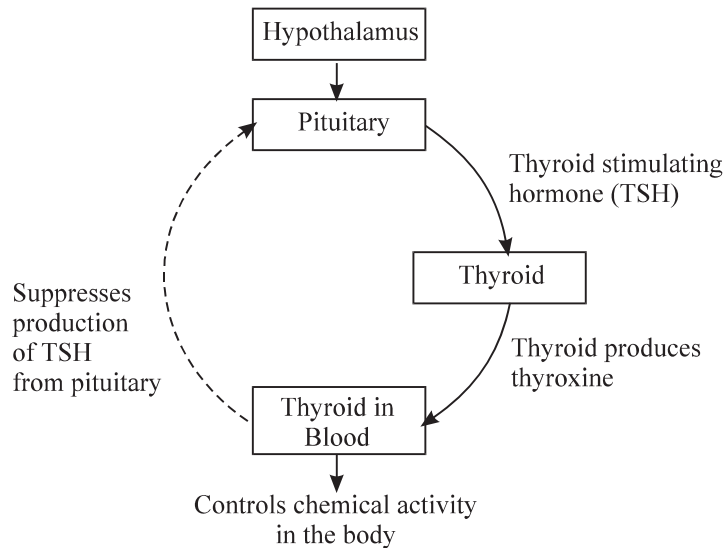 Hypothalamus
Pituitary
Thyroid stimulating
hormone (TSH)
Thyroid
Suppresses
production
of TSH
from pituitary
Thyroid produces
thyroxine
Thyroid in
Blood
Controls chemical activity
in the body